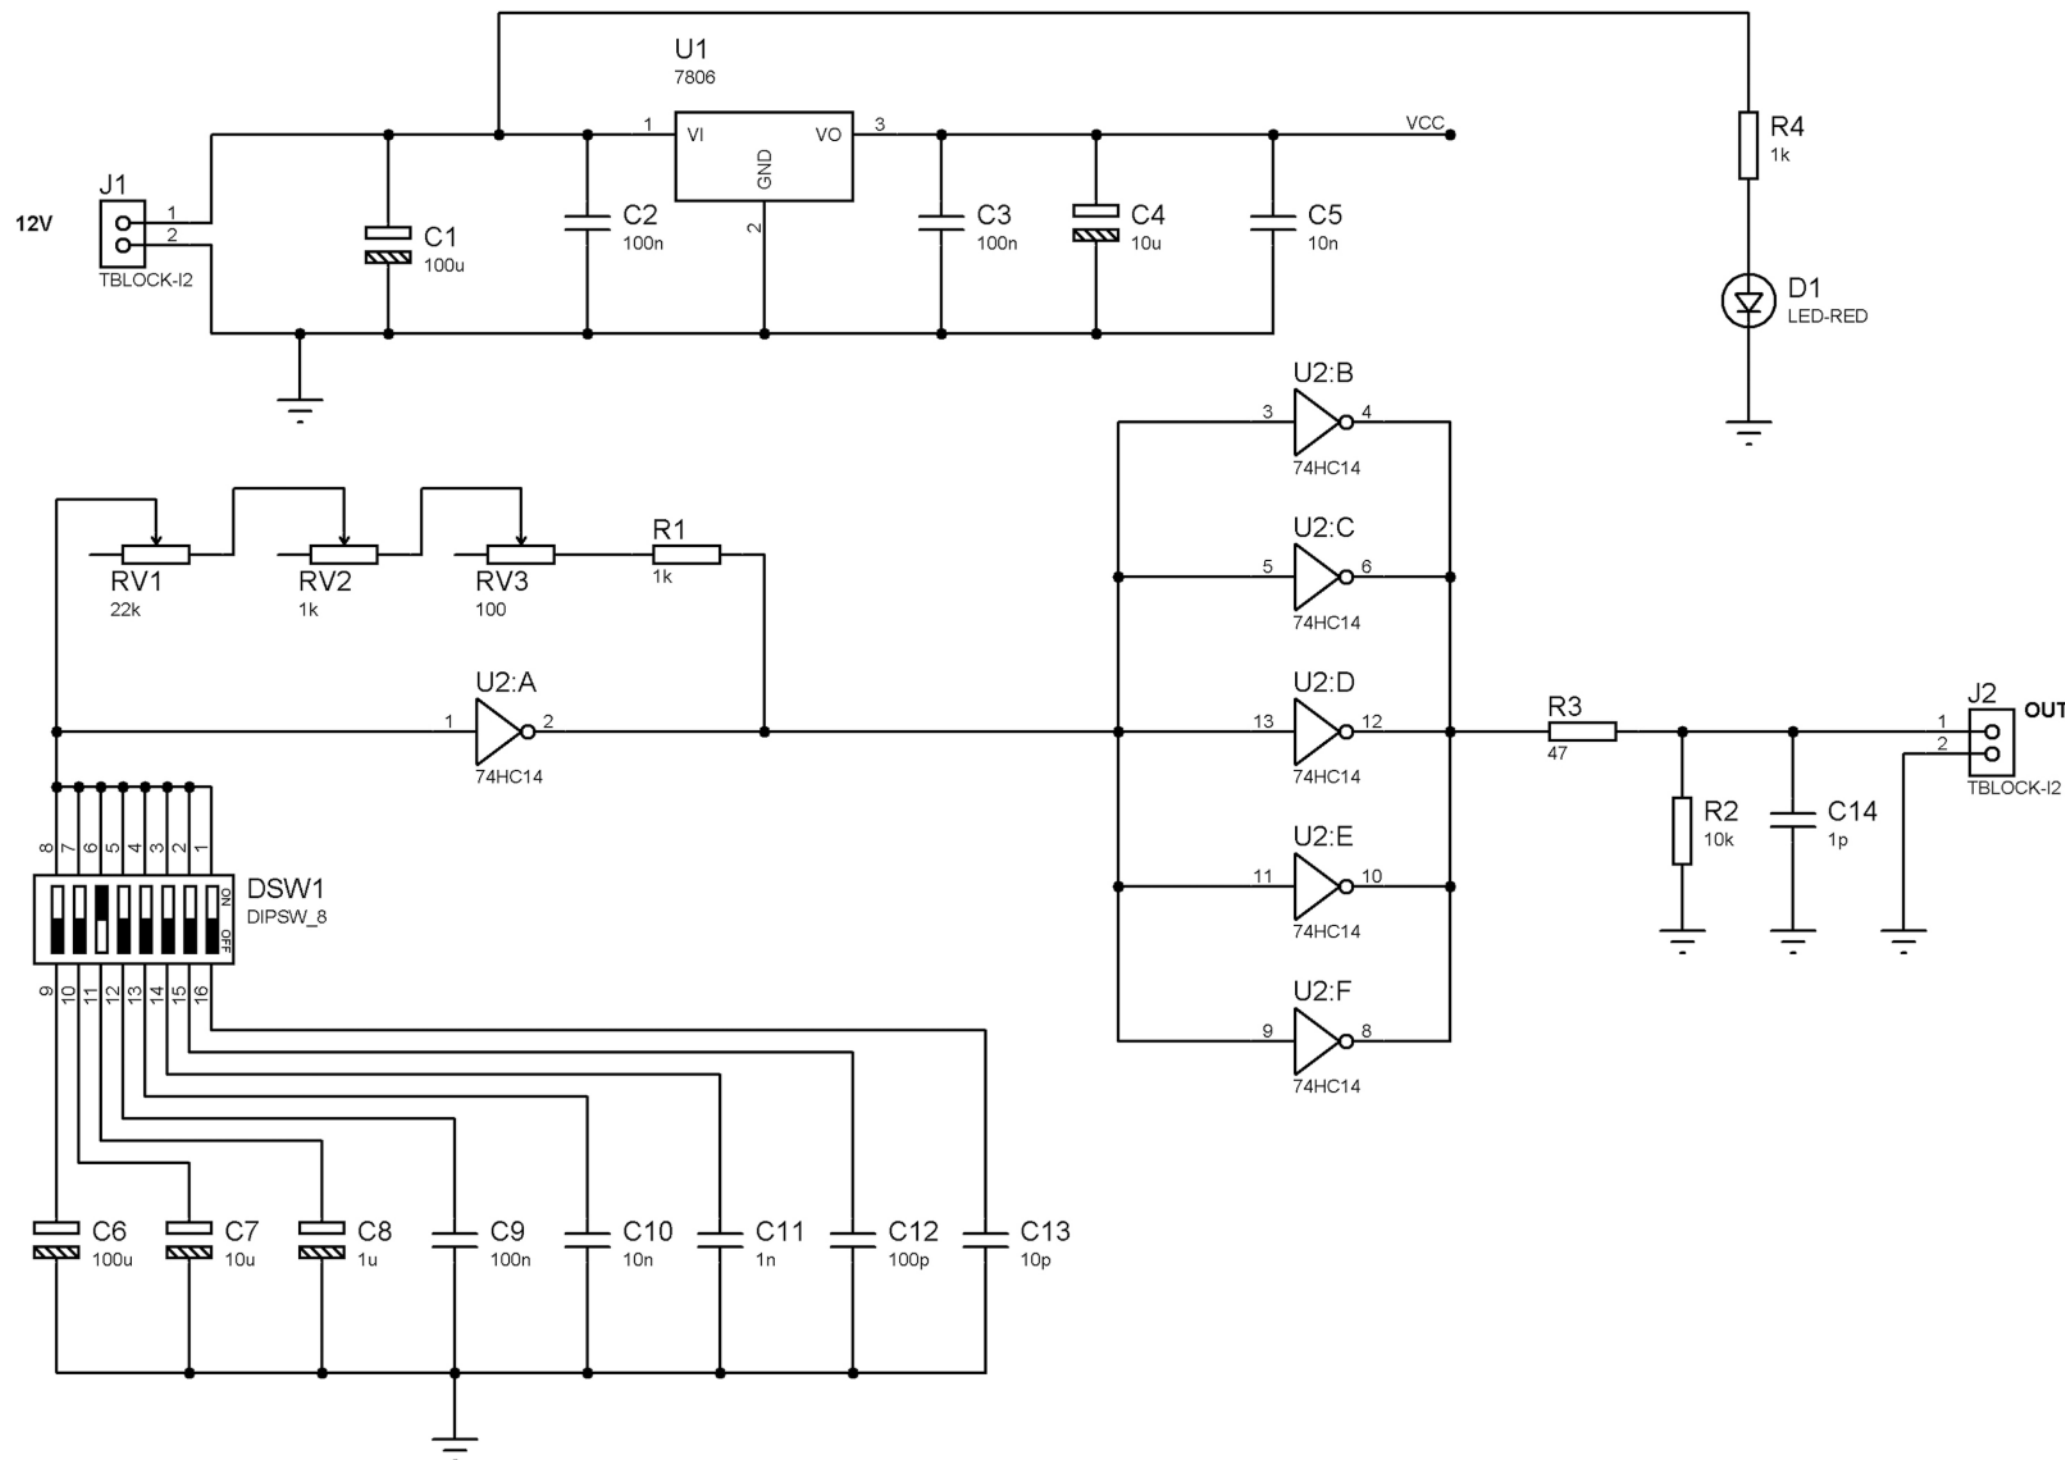 U1
7806
1
VI
VO
3
GND
2
VCC
R4
1k
J1
12V
1
2
TBLOCK-I2
C1
100u
C2
100n
C3
100n
C4
10u
C5
10n
D1
LED-RED
U2:B
3
4
74HC14
RV1
22k
RV2
1k
RV3
100
R1
1k
U2:C
5
6
74HC14
U2:A
1
2
74HC14
U2:D
13
12
74HC14
R3
47
J2
OUT
1
2
TBLOCK-I2
R2
10k
C14
1p
8
7
6
5
4
3
2
1
DSW1
DIPSW_8
ON
OFF
9
10
11
12
13
14
15
16
U2:E
11
10
74HC14
U2:F
9
8
74HC14
C6
100u
C7
10u
C8
1u
C9
100n
C10
10n
C11
1n
C12
100p
C13
10p